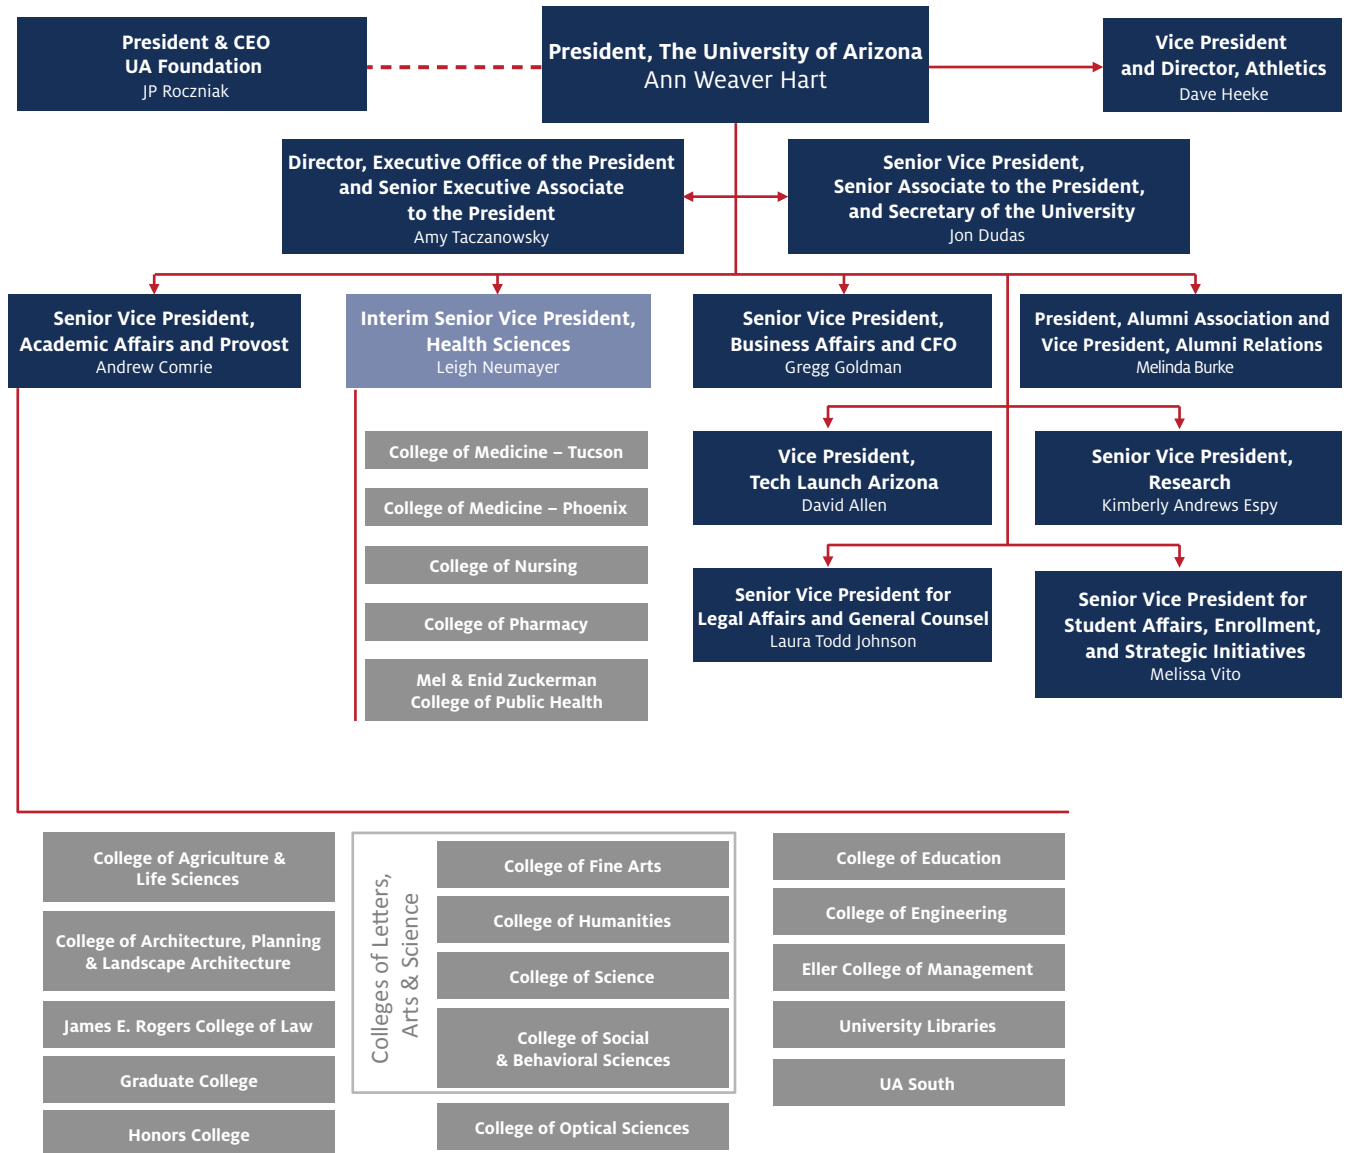 President & CEO
UA Foundation
JP Roczniak
President, The University of Arizona
Ann Weaver Hart
Vice President
and Director, Athletics
Dave Heeke
Director, Executive Office of the President
and Senior Executive Associate
to the President
Amy Taczanowsky
Senior Vice President,
Senior Associate to the President,
and Secretary of the University
Jon Dudas
Senior Vice President,
Academic Affairs and Provost
Andrew Comrie
Interim Senior Vice President,
Health Sciences
Leigh Neumayer
Senior Vice President,
Business Affairs and CFO
Gregg Goldman
President, Alumni Association and
Vice President, Alumni Relations
Melinda Burke
College of Medicine – Tucson
College of Medicine – Phoenix
College of Nursing
College of Pharmacy
Mel & Enid Zuckerman
College of Public Health
Vice President,
Tech Launch Arizona
David Allen
Senior Vice President,
Research
Kimberly Andrews Espy
Senior Vice President for
Legal Affairs and General Counsel
Laura Todd Johnson
Senior Vice President for
Student Affairs, Enrollment,
and Strategic Initiatives
Melissa Vito
College of Agriculture &
Life Sciences
College of Architecture, Planning
& Landscape Architecture
James E. Rogers College of Law
Graduate College
Honors College
Colleges of Letters,
Arts & Science
College of Fine Arts
College of Humanities
College of Science
College of Social
& Behavioral Sciences
College of Optical Sciences
College of Education
College of Engineering
Eller College of Management
University Libraries
UA South